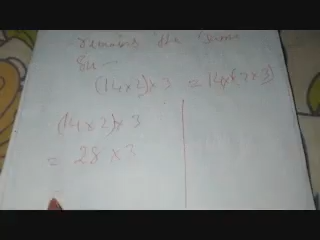 remains the same
(14×2)×3 = 14×(2×3)
(14×2)×3
= 28×3